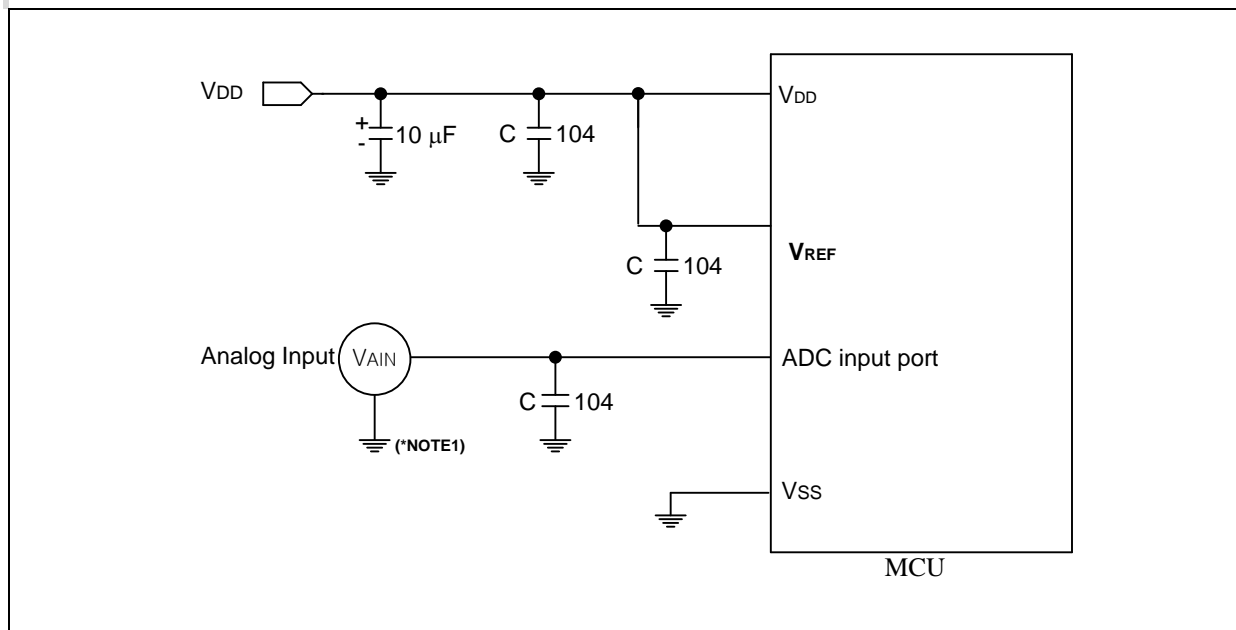 VDD
VDD
+
-
10 μF
C 104
C 104
VREF
Analog Input
VAIN
ADC input port
C 104
(*NOTE1)
VSS
MCU